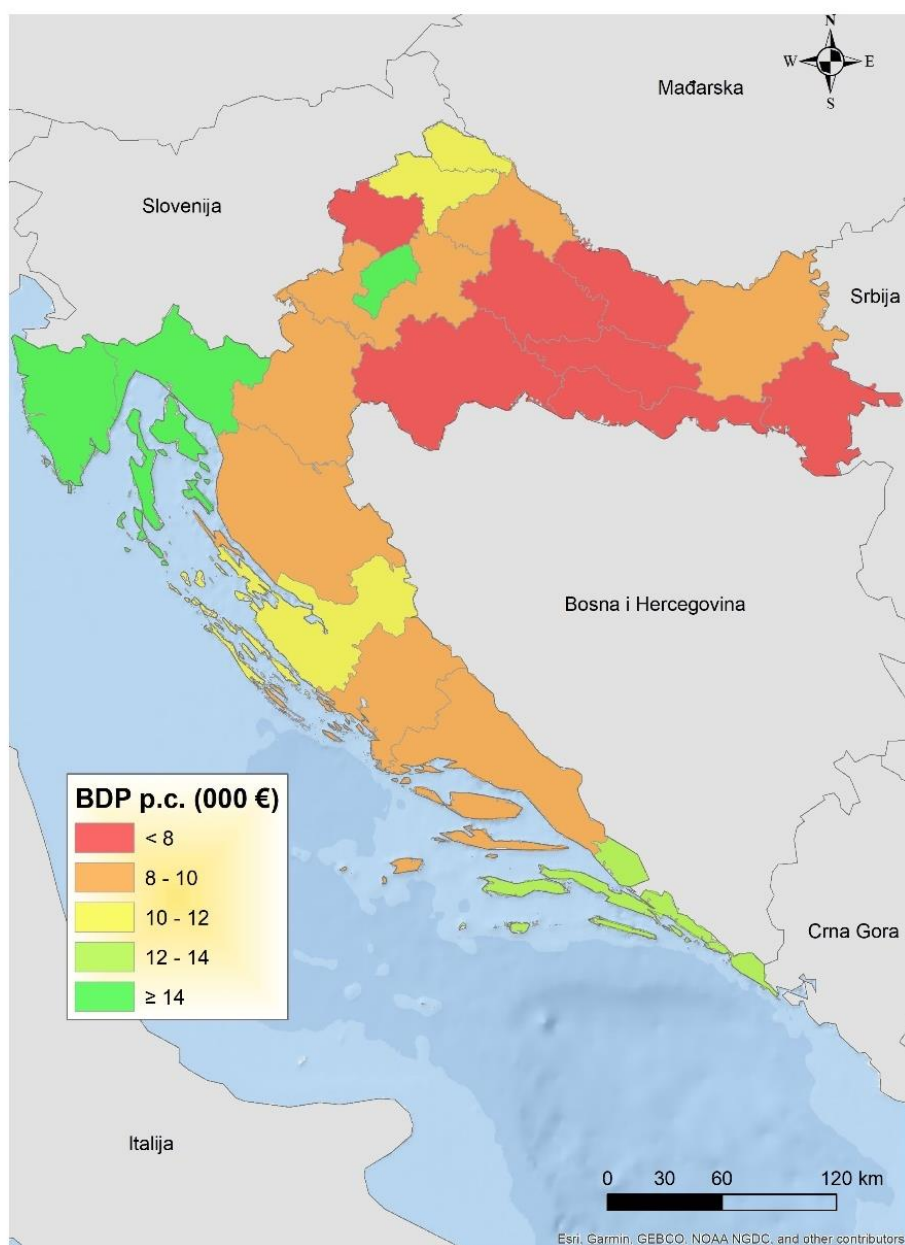 N
W E
S
Mađarska
Slovenija
Srbija
Bosna i Hercegovina
BDP p.c. (000 €)
< 8
8 - 10
10 - 12
12 - 14
≥ 14
Crna Gora
Italija
0 30 60 120 km
Esri, Garmin, GEBCO, NOAA NGDC, and other contributors